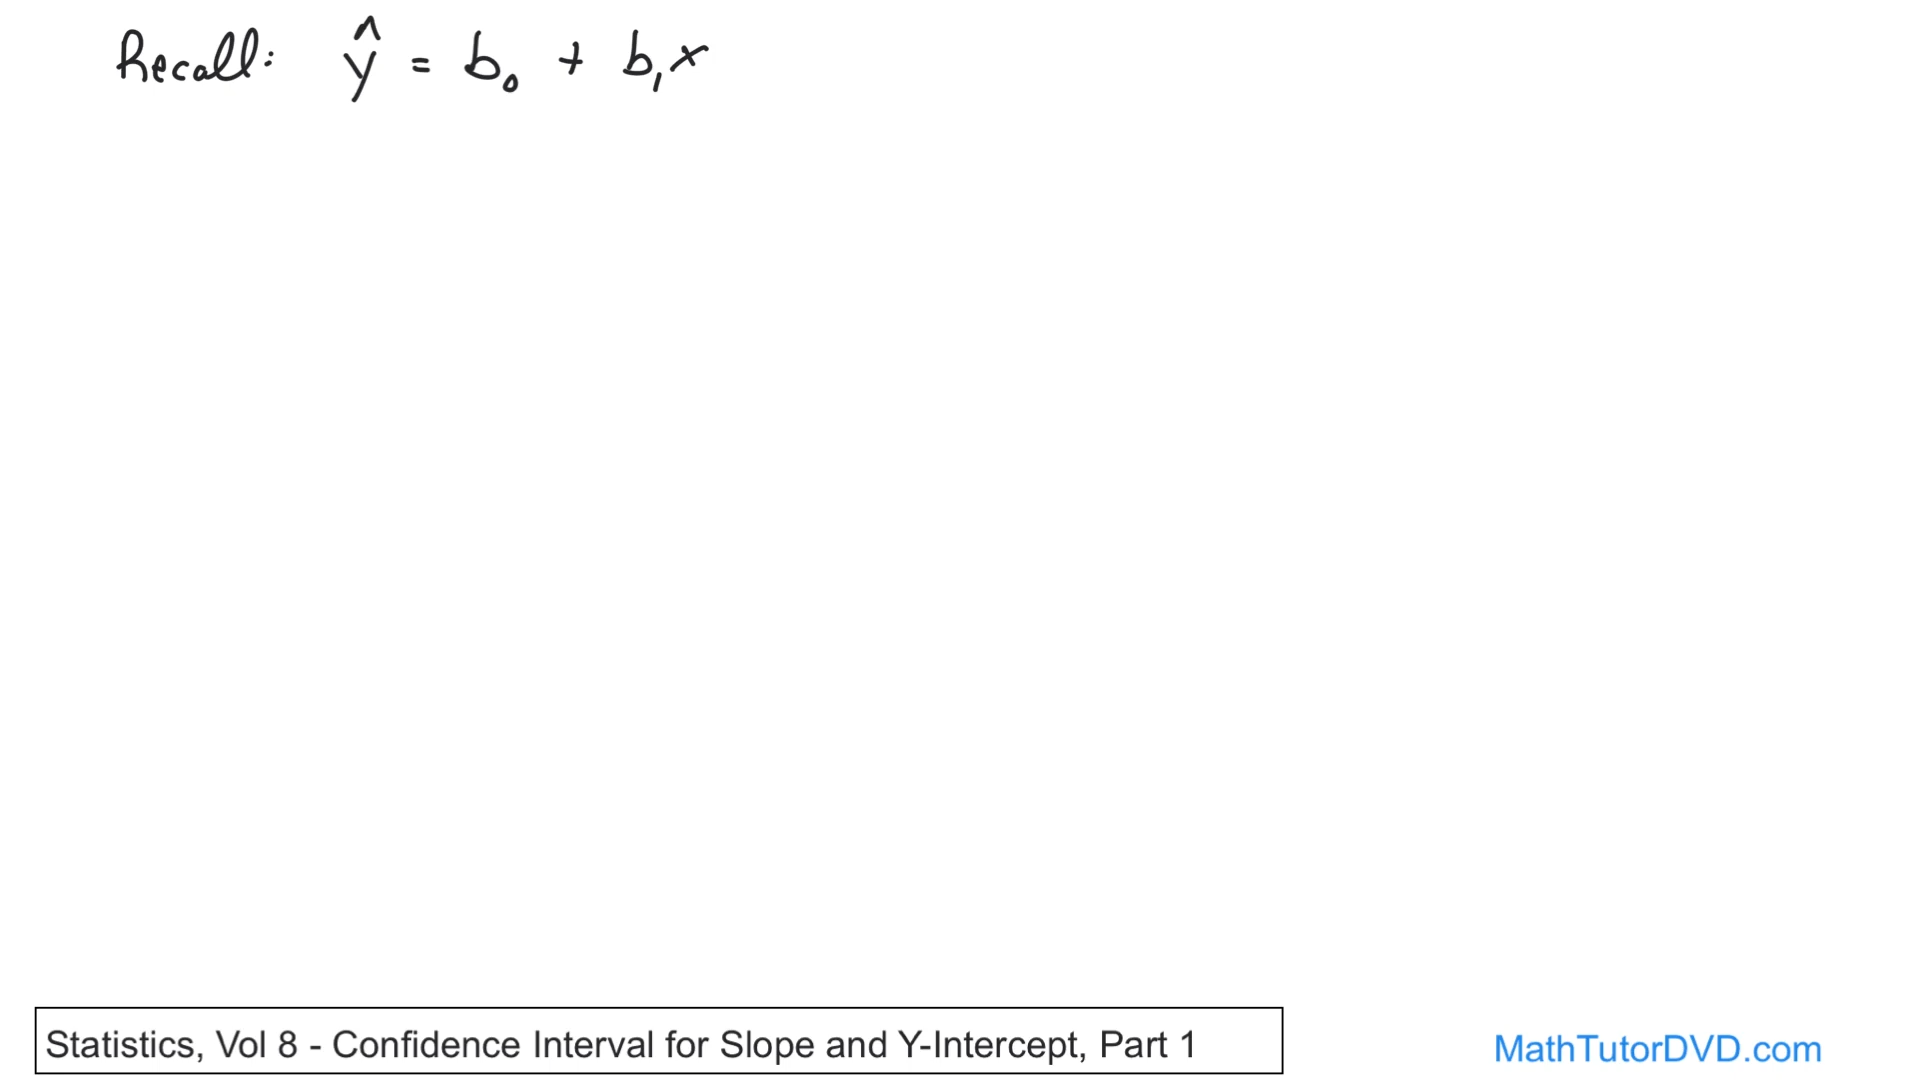 Recall: ŷ = b₀ + b₁x
Statistics, Vol 8 - Confidence Interval for Slope and Y-Intercept, Part 1
MathTutorDVD.com